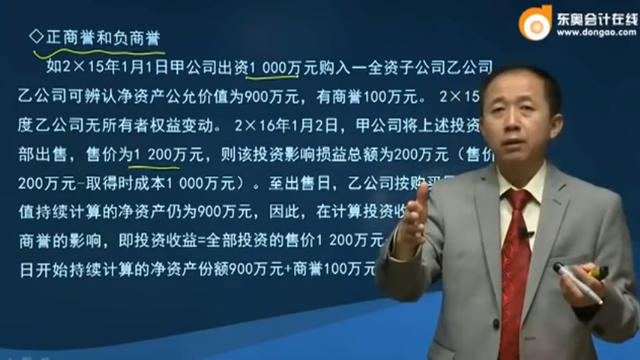 东奥会计在线
www.dongao.com
◇正商誉和负商誉
如2×15年1月1日甲公司出资1 000万元购入一全资子公司乙公司
乙公司可辨认净资产公允价值为900万元，有商誉100万元。 2×15
度乙公司无所有者权益变动。 2×16年1月2日，甲公司将上述投资
部出售，售价为1 200万元，则该投资影响损益总额为200万元（售价
200万元-取得时成本1 000万元）。至出售日，乙公司按购买
值持续计算的净资产仍为900万元，因此，在计算投资收
商誉的影响，即投资收益=全部投资的售价1 200万元
日开始持续计算的净资产份额900万元+商誉100万元